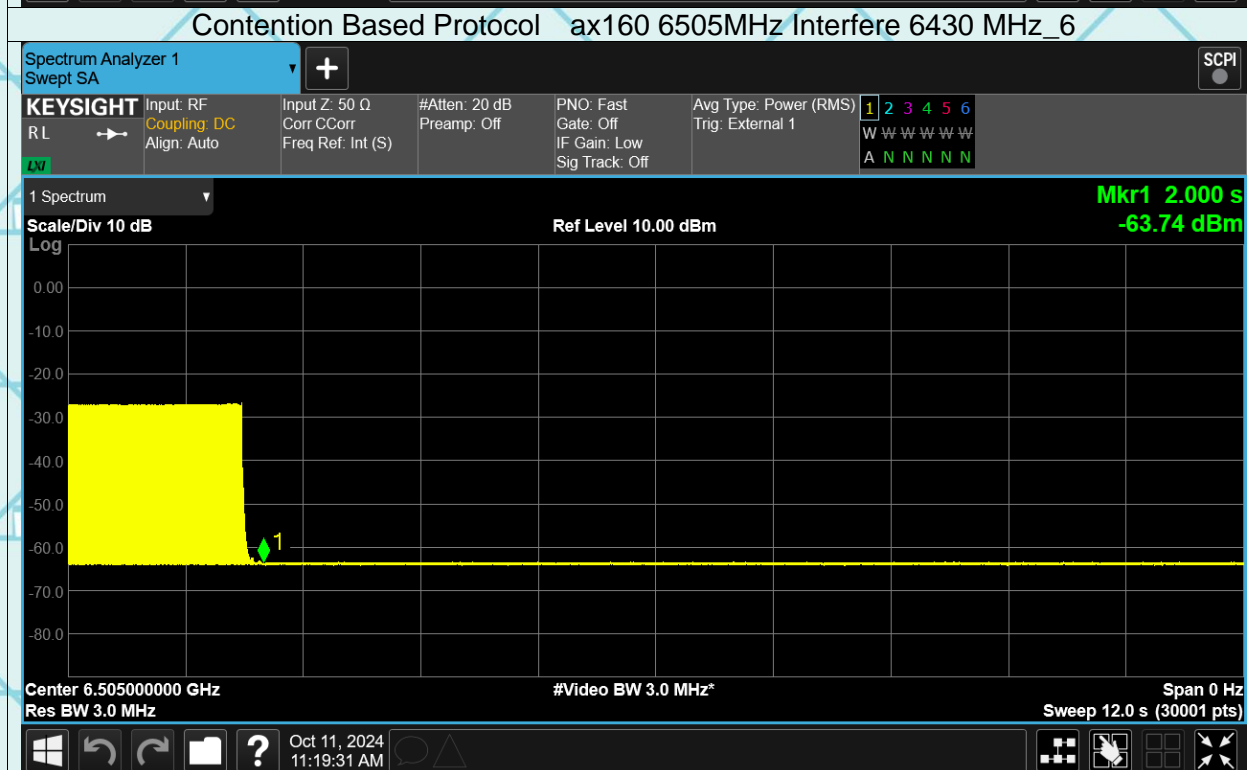 Contention Based Protocol ax160 6505MHz Interfere 6430 MHz_6
Spectrum Analyzer 1
Swept SA
+
SCPI
KEYSIGHT
RL
LXI
Input: RF
Coupling: DC
Align: Auto
Input Z: 50 Ω
Corr CCorr
Freq Ref: Int (S)
#Atten: 20 dB
Preamp: Off
PNO: Fast
Gate: Off
IF Gain: Low
Sig Track: Off
Avg Type: Power (RMS)
Trig: External 1
1 2 3 4 5 6
W W W W W W
A N N N N N
1 Spectrum
Mkr1 2.000 s
-63.74 dBm
Scale/Div 10 dB
Ref Level 10.00 dBm
Log
0.00
-10.0
-20.0
-30.0
-40.0
-50.0
1
-60.0
-70.0
-80.0
Center 6.505000000 GHz
#Video BW 3.0 MHz*
Span 0 Hz
Res BW 3.0 MHz
Sweep 12.0 s (30001 pts)
?
Oct 11, 2024
11:19:31 AM